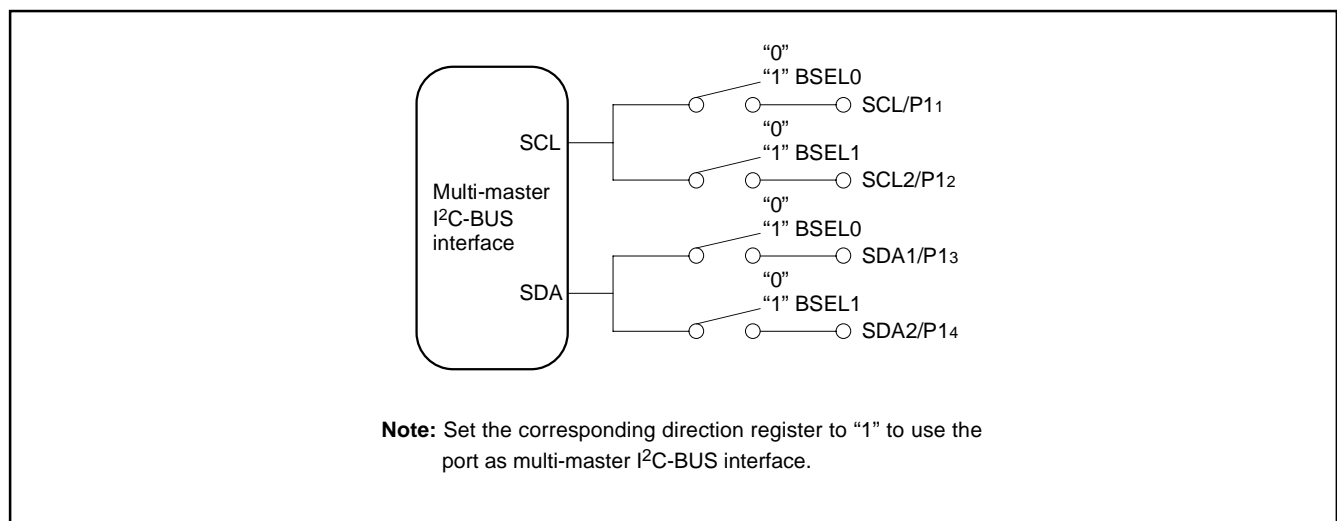 “0”
“1” BSEL0
SCL/P11
SCL
“0”
“1” BSEL1
SCL2/P12
Multi-master
I2C-BUS
interface
“0”
“1” BSEL0
SDA1/P13
SDA
“0”
“1” BSEL1
SDA2/P14
Note: Set the corresponding direction register to “1” to use the
port as multi-master I2C-BUS interface.